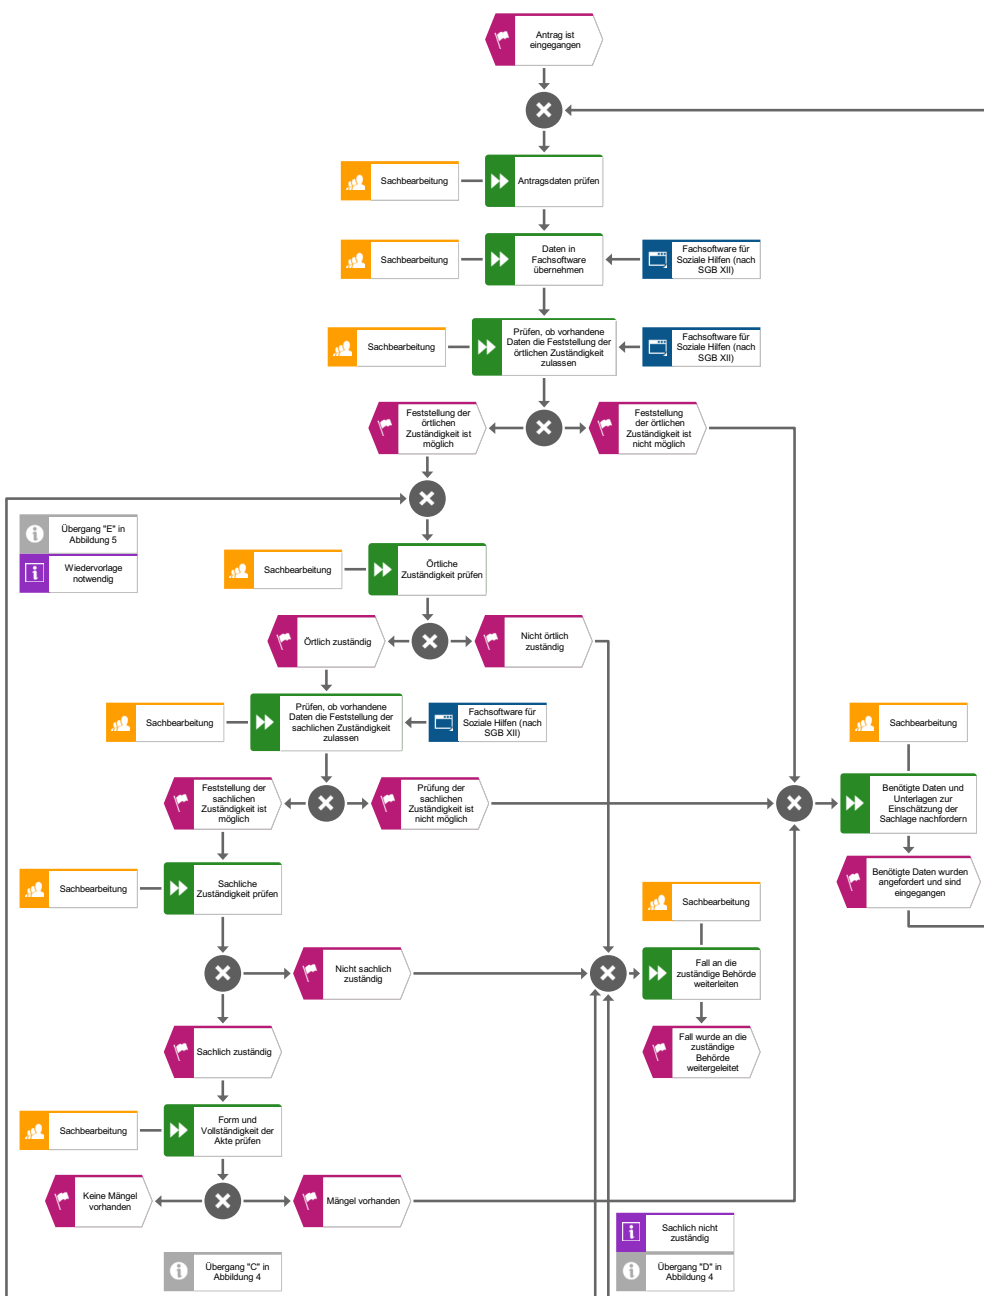 Antrag ist
eingegangen
Sachbearbeitung
Antragsdaten prüfen
Sachbearbeitung
Daten in
Fachsoftware
übernehmen
Fachsoftware für
Soziale Hilfen (nach
SGB XII)
Sachbearbeitung
Prüfen, ob vorhandene
Daten die Feststellung der
örtlichen Zuständigkeit
zulassen
Fachsoftware für
Soziale Hilfen (nach
SGB XII)
Feststellung der
örtlichen
Zuständigkeit ist
möglich
Feststellung
der örtlichen
Zuständigkeit ist
nicht möglich
Übergang "E" in
Abbildung 5
Wiedervorlage
notwendig
Sachbearbeitung
Örtliche
Zuständigkeit prüfen
Örtlich zuständig
Nicht örtlich
zuständig
Sachbearbeitung
Prüfen, ob vorhandene
Daten die Feststellung der
sachlichen Zuständigkeit
zulassen
Fachsoftware für
Soziale Hilfen (nach
SGB XII)
Sachbearbeitung
Feststellung der
sachlichen
Zuständigkeit ist
möglich
Prüfung der
sachlichen
Zuständigkeit ist
nicht möglich
Benötigte Daten und
Unterlagen zur
Einschätzung der
Sachlage nachfordern
Sachbearbeitung
Sachliche
Zuständigkeit prüfen
Benötigte Daten wurden
angefordert und sind
eingegangen
Sachbearbeitung
Nicht sachlich
zuständig
Fall an die
zuständige Behörde
weiterleiten
Sachlich zuständig
Fall wurde an die
zuständige
Behörde
weitergeleitet
Sachbearbeitung
Form und
Vollständigkeit der
Akte prüfen
Keine Mängel
vorhanden
Mängel vorhanden
Sachlich nicht
zuständig
Übergang "C" in
Abbildung 4
Übergang "D" in
Abbildung 4